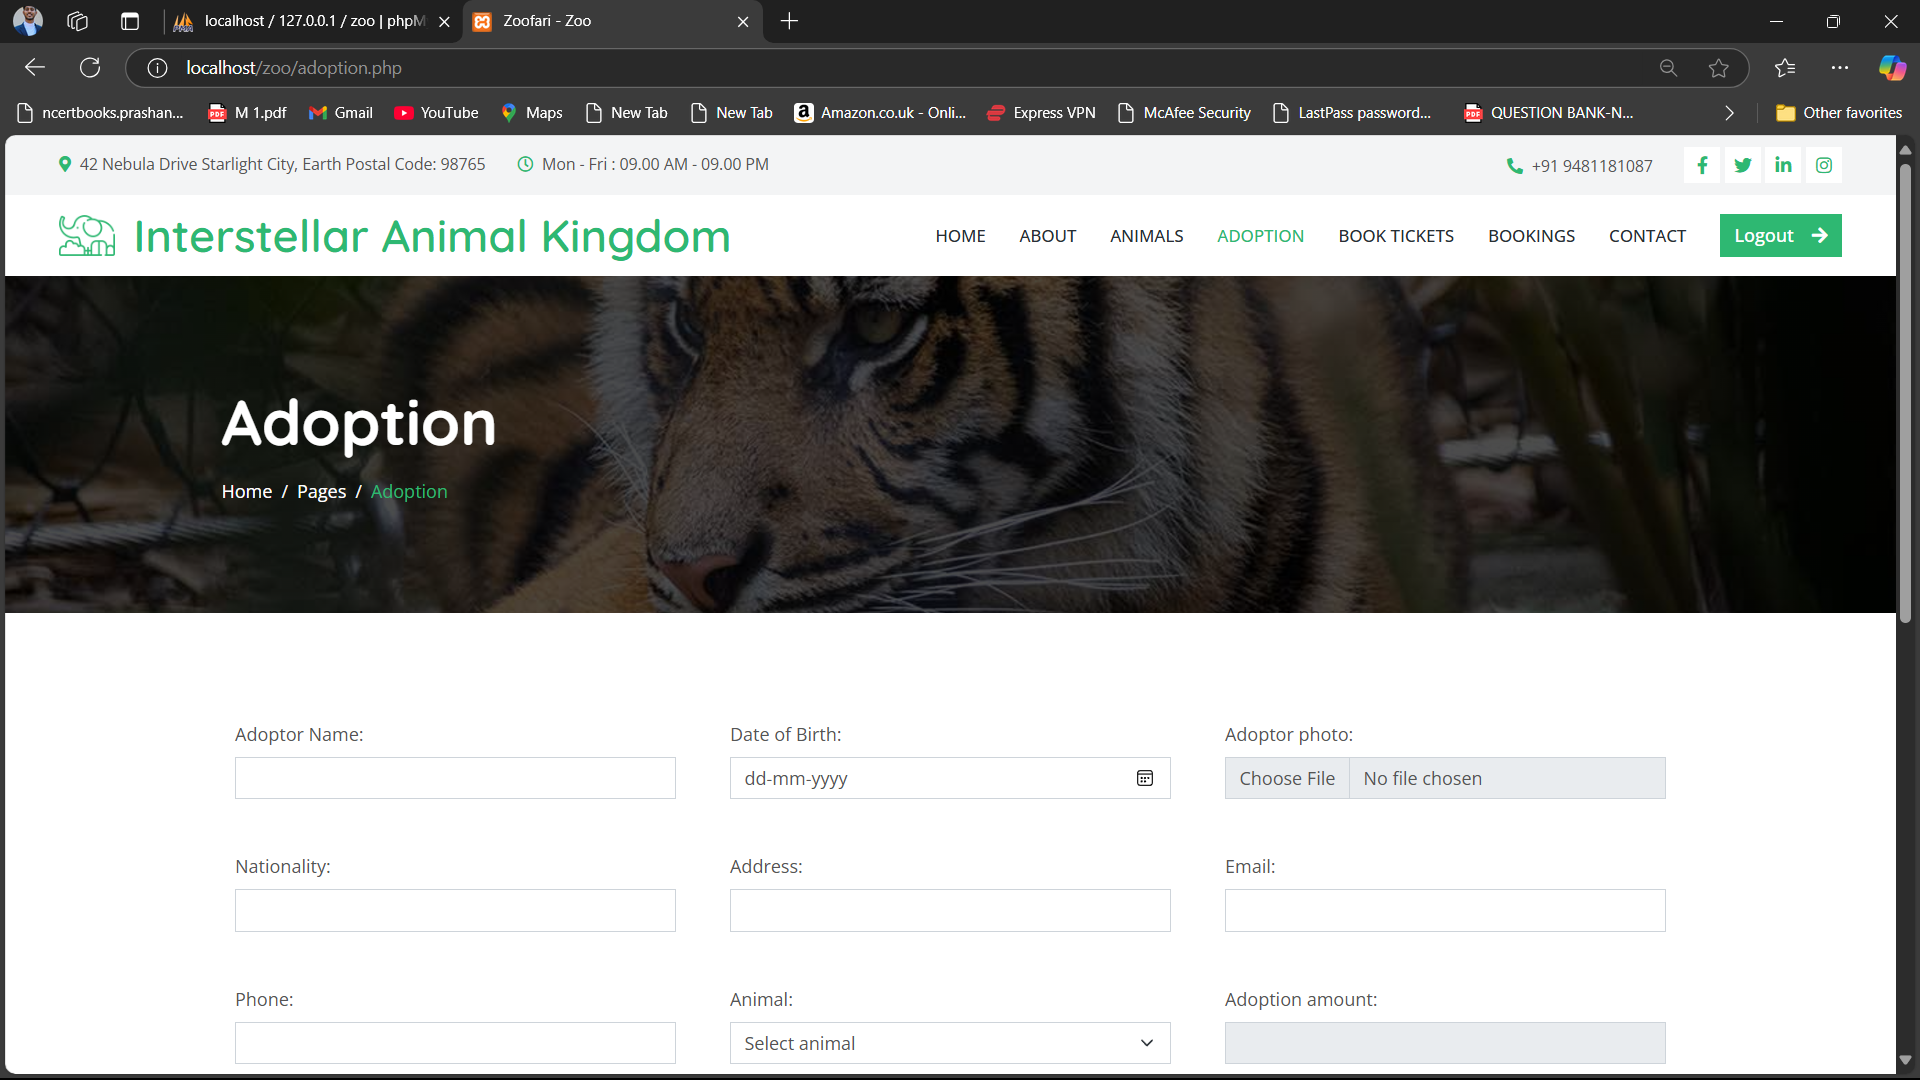 localhost / 127.0.0.1 / zoo | phpM
Zoofari - Zoo
localhost/zoo/adoption.php
ncertbooks.prashan...
M 1.pdf
Gmail
YouTube
Maps
New Tab
New Tab
Amazon.co.uk - Onli...
Express VPN
McAfee Security
LastPass password...
QUESTION BANK-N...
Other favorites
42 Nebula Drive Starlight City, Earth Postal Code: 98765
Mon - Fri : 09.00 AM - 09.00 PM
+91 9481181087
Interstellar Animal Kingdom
HOME
ABOUT
ANIMALS
ADOPTION
BOOK TICKETS
BOOKINGS
CONTACT
Logout
Adoption
Home / Pages / Adoption
Adoptor Name:
Date of Birth:
Adoptor photo:
dd-mm-yyyy
Choose File
No file chosen
Nationality:
Address:
Email:
Phone:
Animal:
Adoption amount:
Select animal